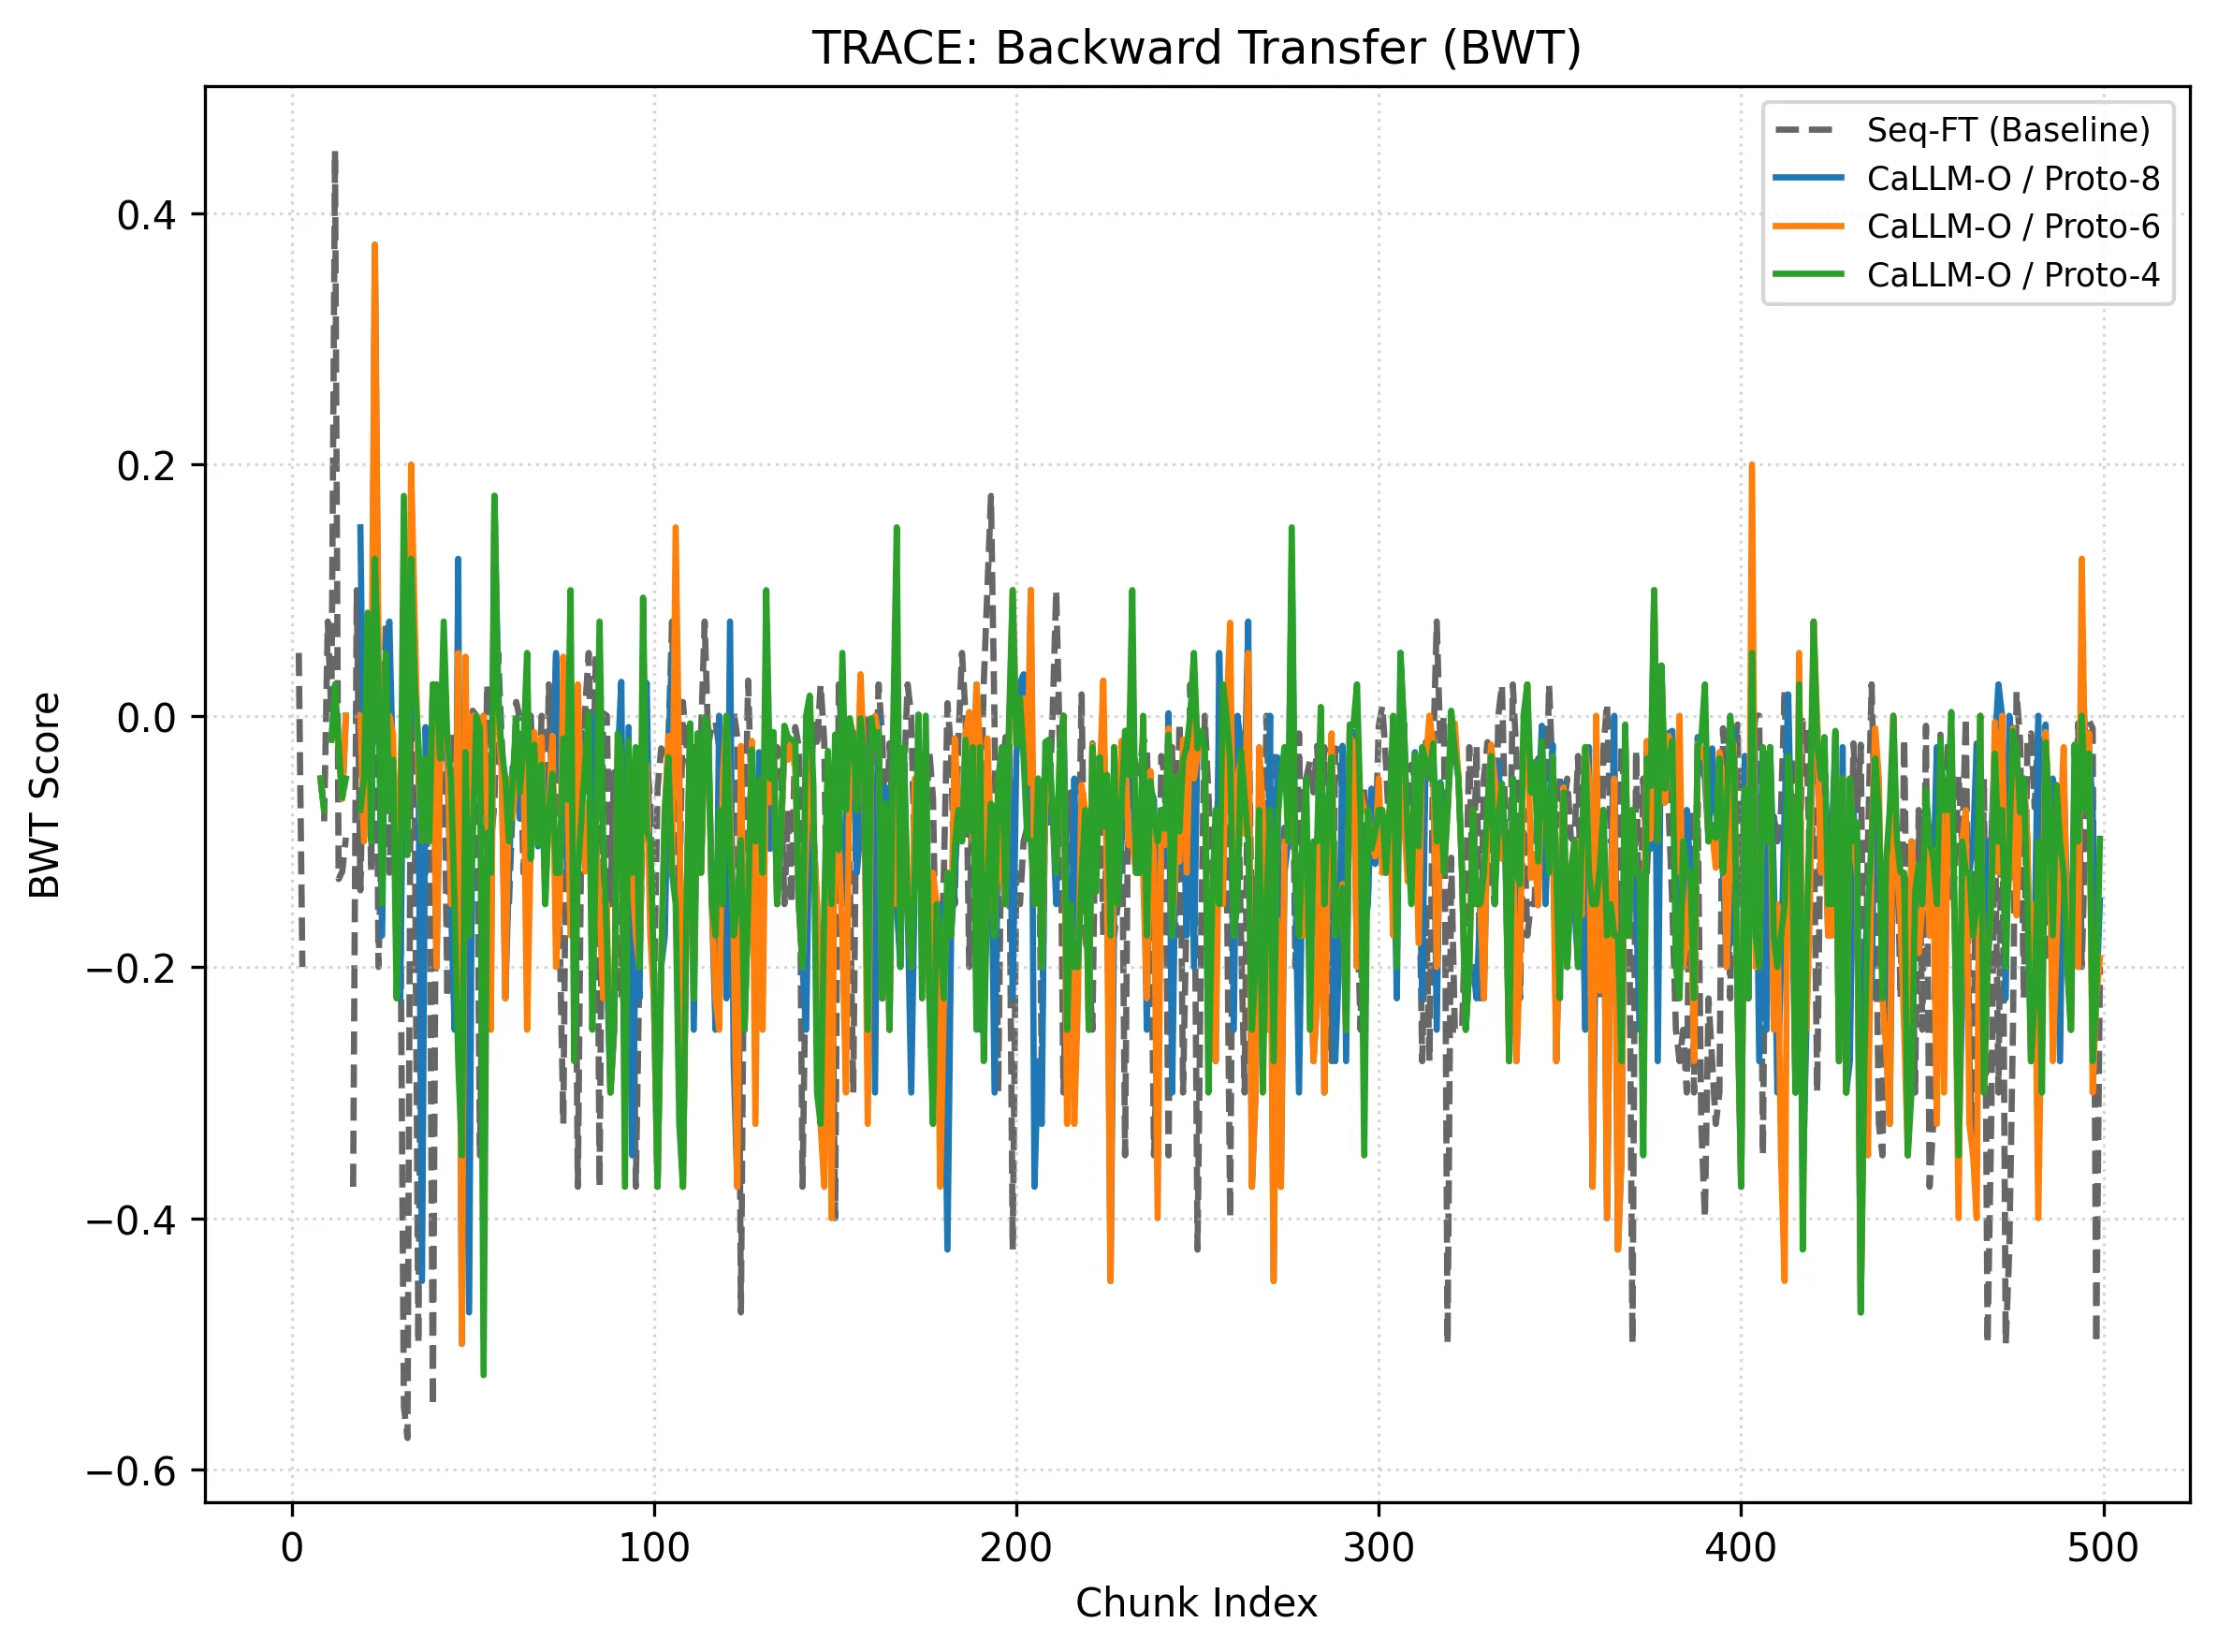 TRACE: Backward Transfer (BWT)
Seq-FT (Baseline)
CaLLM-O / Proto-8
CaLLM-O / Proto-6
CaLLM-O / Proto-4
BWT Score
0.4
0.2
0.0
−0.2
−0.4
−0.6
0 100 200 300 400 500
Chunk Index